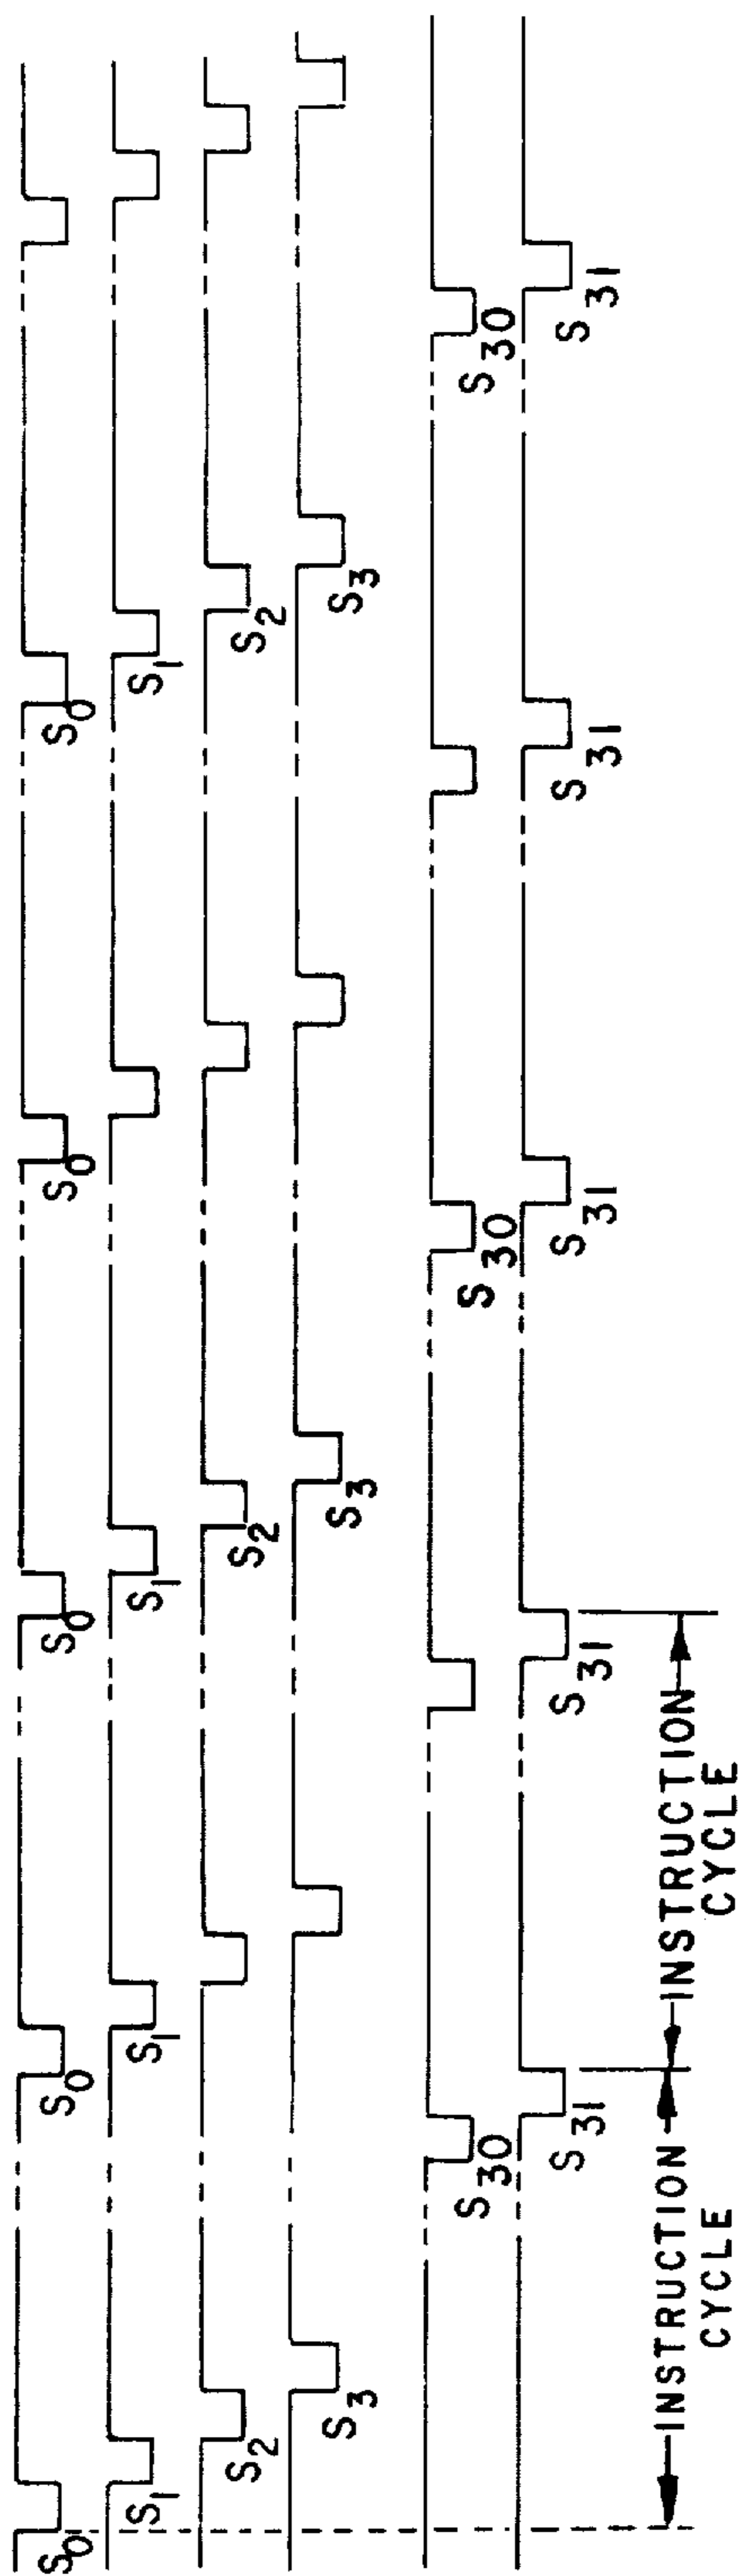 S0 S0 S0 S0 S0
S1 S1 S1 S1
S2 S2 S2
S3 S3 S3
S30 S30 S30
S31 S31 S31 S31 S31
INSTRUCTION INSTRUCTION
CYCLE CYCLE